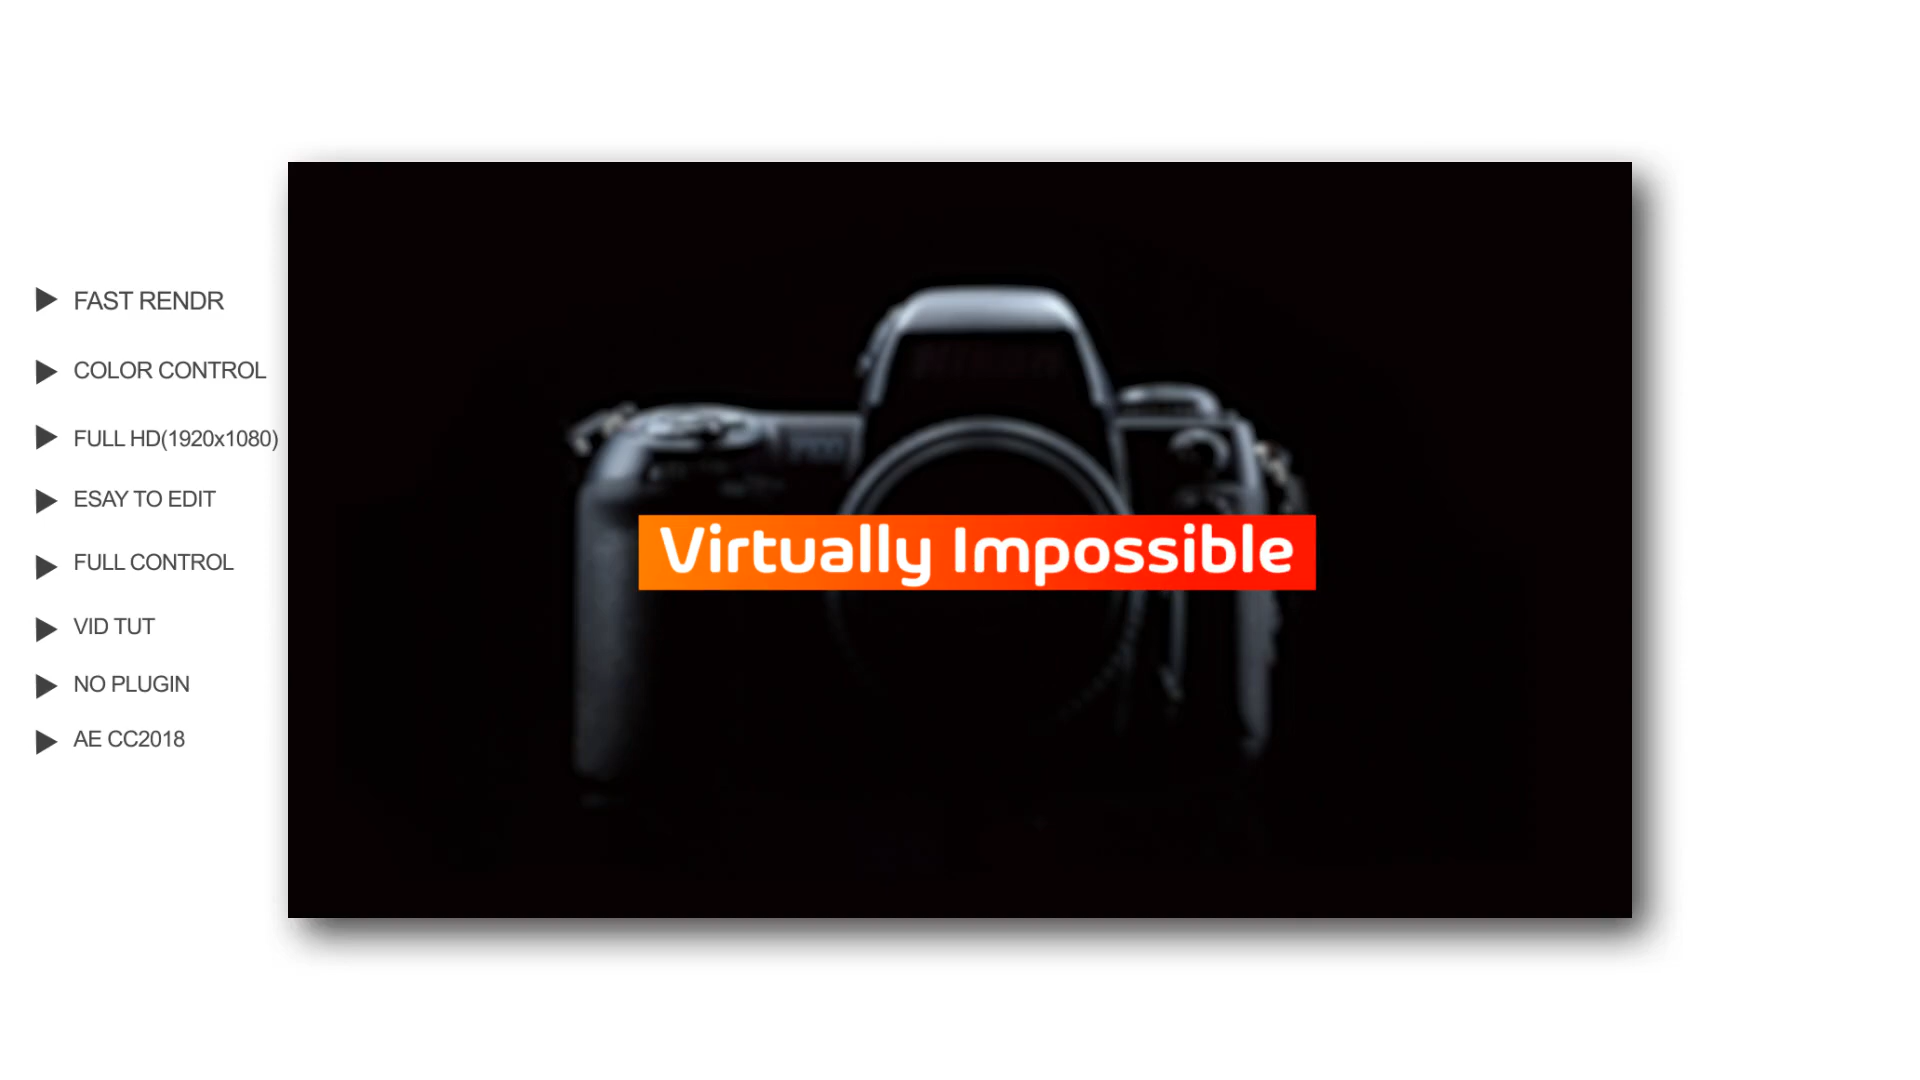 FAST RENDR
COLOR CONTROL
FULL HD(1920x1080)
ESAY TO EDIT
FULL CONTROL
VID TUT
NO PLUGIN
AE CC2018
Nikon
Virtually Impossible